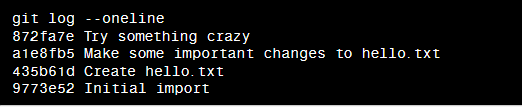 git log --oneline
872fa7e Try something crazy
a1e8fb5 Make some important changes to hello.txt
435b61d Create hello.txt
9773e52 Initial import